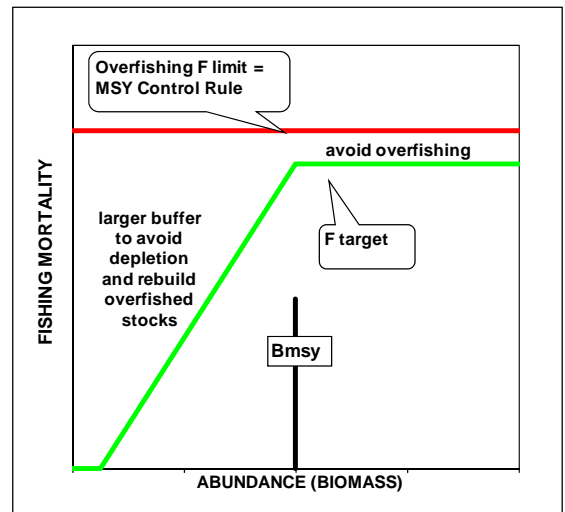 Overfishing F limit =
MSY Control Rule
avoid overfishing
larger buffer
to avoid
depletion
and rebuild
overfished
stocks
F target
Bmsy
FISHING MORTALITY
ABUNDANCE (BIOMASS)